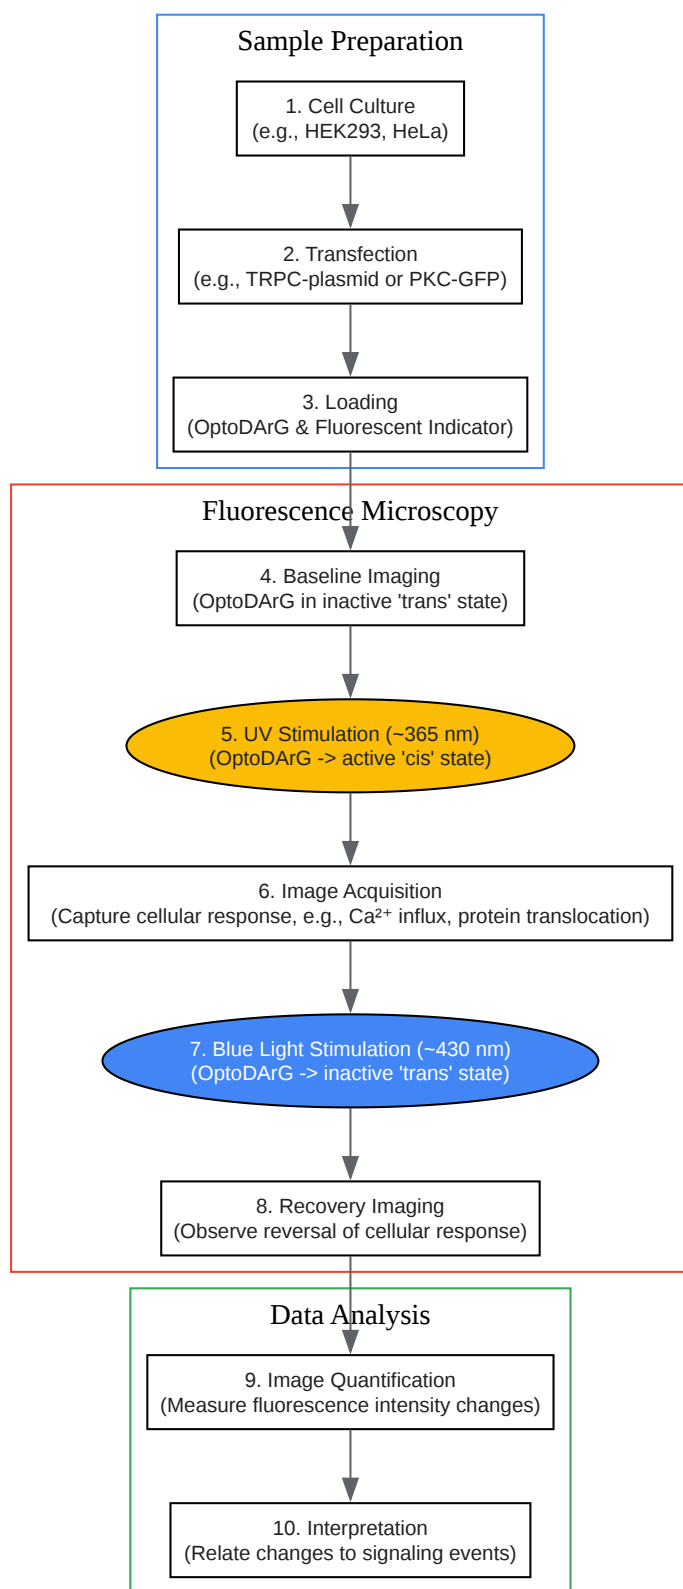 Sample Preparation
1. Cell Culture
(e.g., HEK293, HeLa)
2. Transfection
(e.g., TRPC-plasmid or PKC-GFP)
3. Loading
(OptoDArG & Fluorescent Indicator)
Fluorescence Microscopy
4. Baseline Imaging
(OptoDArG in inactive 'trans' state)
5. UV Stimulation (~365 nm)
(OptoDArG -> active 'cis' state)
6. Image Acquisition
(Capture cellular response, e.g., Ca²⁺ influx, protein translocation)
7. Blue Light Stimulation (~430 nm)
(OptoDArG -> inactive 'trans' state)
8. Recovery Imaging
(Observe reversal of cellular response)
Data Analysis
9. Image Quantification
(Measure fluorescence intensity changes)
10. Interpretation
(Relate changes to signaling events)